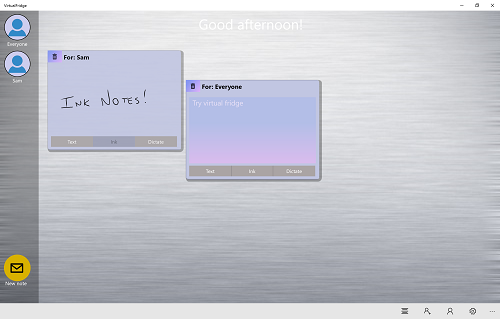 VirtualFridge
Good afternoon!
Everyone
Sam
For: Sam
INK NOTES!
Text Ink Dictate
For: Everyone
Try virtual fridge
Text Ink Dictate
New note